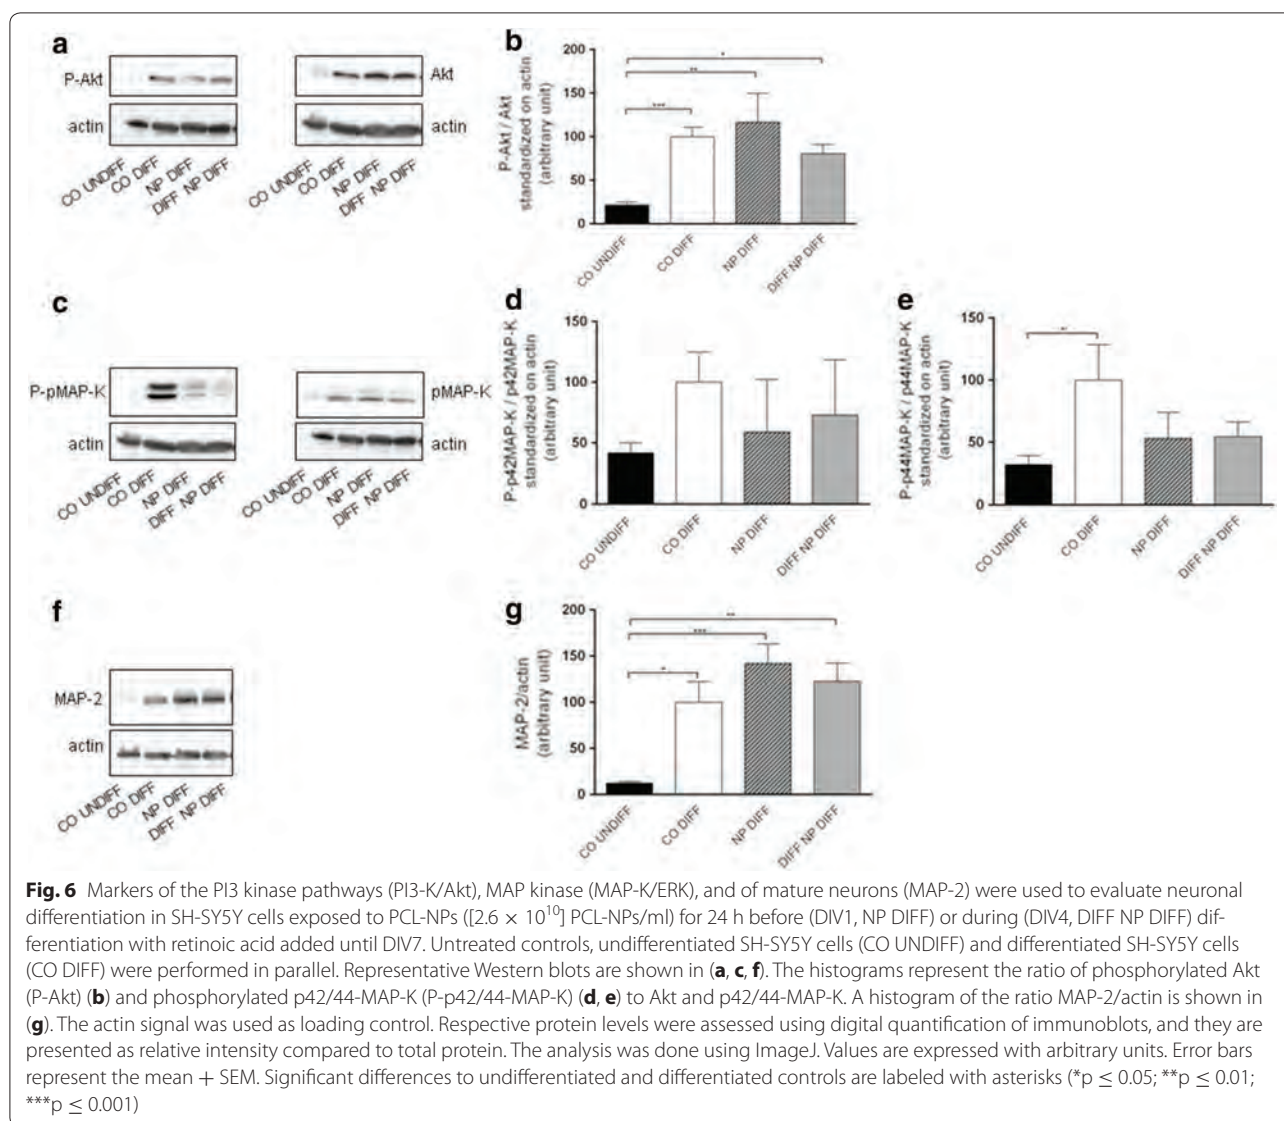 a
P-Akt
Akt
actin
actin
CO UNDIFF
CO DIFF
NP DIFF
DIFF NP DIFF
CO UNDIFF
CO DIFF
NP DIFF
DIFF NP DIFF
b
P-Akt / Akt
standardized on actin
(arbitrary unit)
200
150
100
50
0
*
**
***
CO UNDIFF
CO DIFF
NP DIFF
DIFF NP DIFF
c
P-pMAP-K
pMAP-K
actin
actin
CO UNDIFF
CO DIFF
NP DIFF
DIFF NP DIFF
CO UNDIFF
CO DIFF
NP DIFF
DIFF NP DIFF
d
P-p42MAP-K / p42MAP-K
standardized on actin
(arbitrary unit)
150
100
50
0
CO UNDIFF
CO DIFF
NP DIFF
DIFF NP DIFF
e
P-p44MAP-K / p44MAP-K
standardized on actin
(arbitrary unit)
150
100
50
0
**
CO UNDIFF
CO DIFF
NP DIFF
DIFF NP DIFF
f
MAP-2
actin
CO UNDIFF
CO DIFF
NP DIFF
DIFF NP DIFF
g
MAP-2/actin
(arbitrary unit)
200
150
100
50
0
**
***
*
CO UNDIFF
CO DIFF
NP DIFF
DIFF NP DIFF
Fig. 6 Markers of the PI3 kinase pathways (PI3-K/Akt), MAP kinase (MAP-K/ERK), and of mature neurons (MAP-2) were used to evaluate neuronal
differentiation in SH-SY5Y cells exposed to PCL-NPs ([2.6 × 10¹⁰] PCL-NPs/ml) for 24 h before (DIV1, NP DIFF) or during (DIV4, DIFF NP DIFF) dif-
ferentiation with retinoic acid added until DIV7. Untreated controls, undifferentiated SH-SY5Y cells (CO UNDIFF) and differentiated SH-SY5Y cells
(CO DIFF) were performed in parallel. Representative Western blots are shown in (a, c, f). The histograms represent the ratio of phosphorylated Akt
(P-Akt) (b) and phosphorylated p42/44-MAP-K (P-p42/44-MAP-K) (d, e) to Akt and p42/44-MAP-K. A histogram of the ratio MAP-2/actin is shown in
(g). The actin signal was used as loading control. Respective protein levels were assessed using digital quantification of immunoblots, and they are
presented as relative intensity compared to total protein. The analysis was done using ImageJ. Values are expressed with arbitrary units. Error bars
represent the mean + SEM. Significant differences to undifferentiated and differentiated controls are labeled with asterisks (*p ≤ 0.05; **p ≤ 0.01;
***p ≤ 0.001)